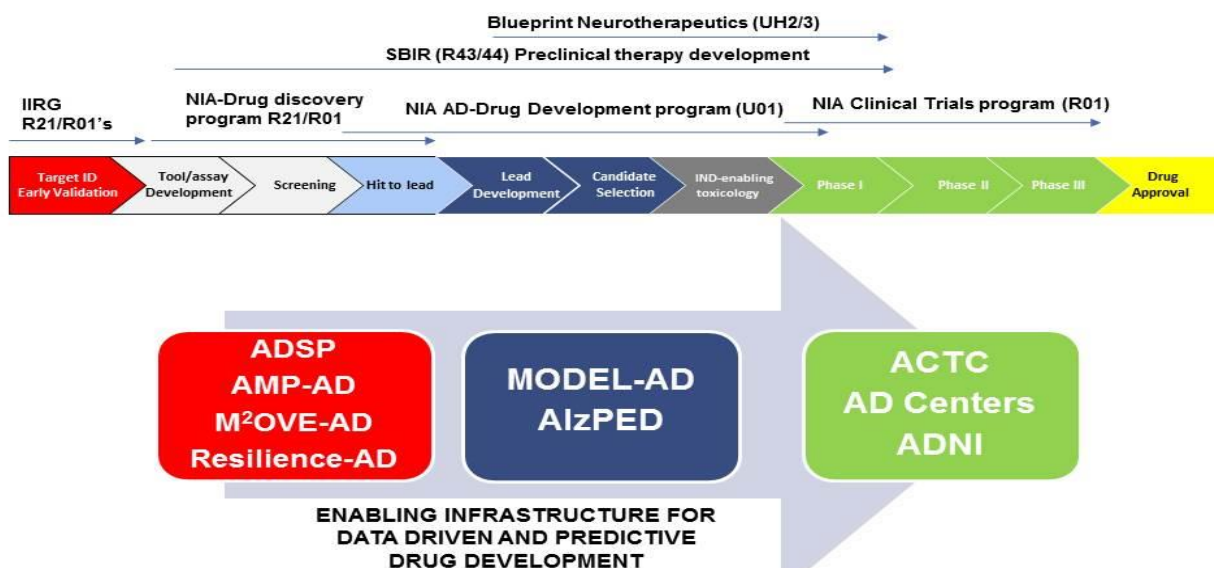 Blueprint Neurotherapeutics (UH2/3)
SBIR (R43/44) Preclinical therapy development
IIRG
R21/R01's
NIA-Drug discovery
program R21/R01
NIA AD-Drug Development program (U01)
NIA Clinical Trials program (R01)
Target ID
Early Validation
Tool/assay
Development
Screening
Hit to lead
Lead
Development
Candidate
Selection
IND-enabling
toxicology
Phase I
Phase II
Phase III
Drug
Approval
ADSP
AMP-AD
M²OVE-AD
Resilience-AD
MODEL-AD
AlzPED
ACTC
AD Centers
ADNI
ENABLING INFRASTRUCTURE FOR
DATA DRIVEN AND PREDICTIVE
DRUG DEVELOPMENT